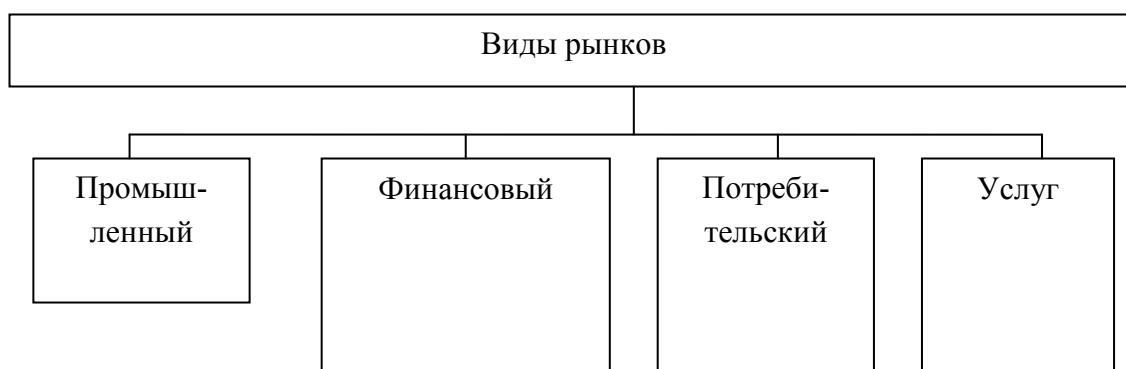 Виды рынков
Промыш-
ленный
Финансовый
Потреби-
тельский
Услуг